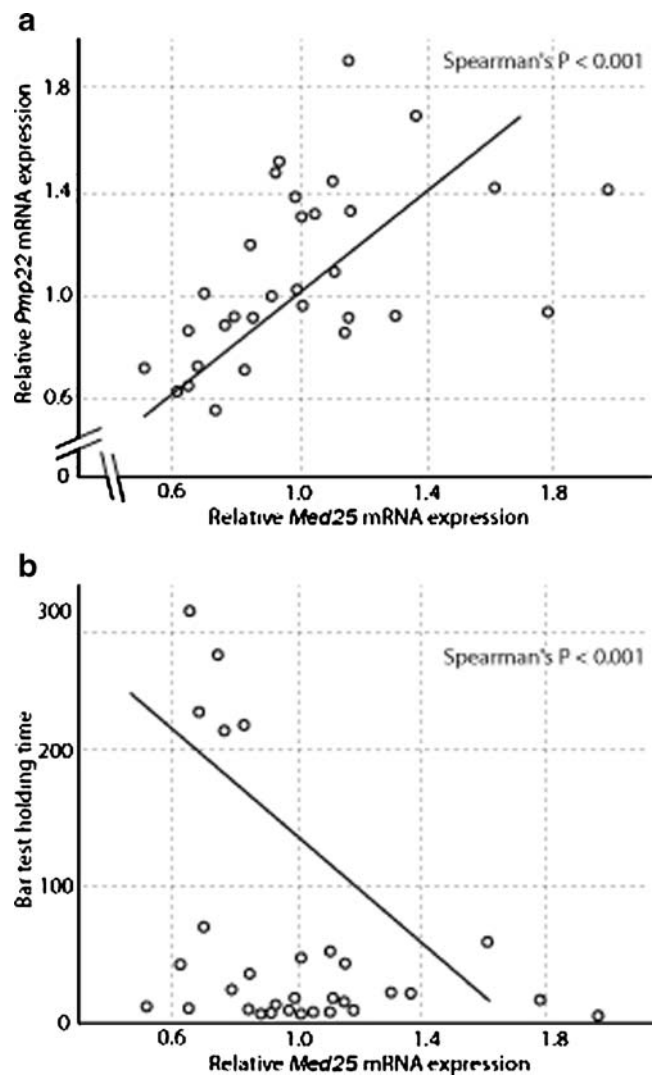 a
Spearman's P < 0.001
Relative Pmp22 mRNA expression
1.8
1.4
1.0
0.6
0
0.6 1.0 1.4 1.8
Relative Med25 mRNA expression
b
Spearman's P < 0.001
Bar test holding time
300
200
100
0
0.6 1.0 1.4 1.8
Relative Med25 mRNA expression